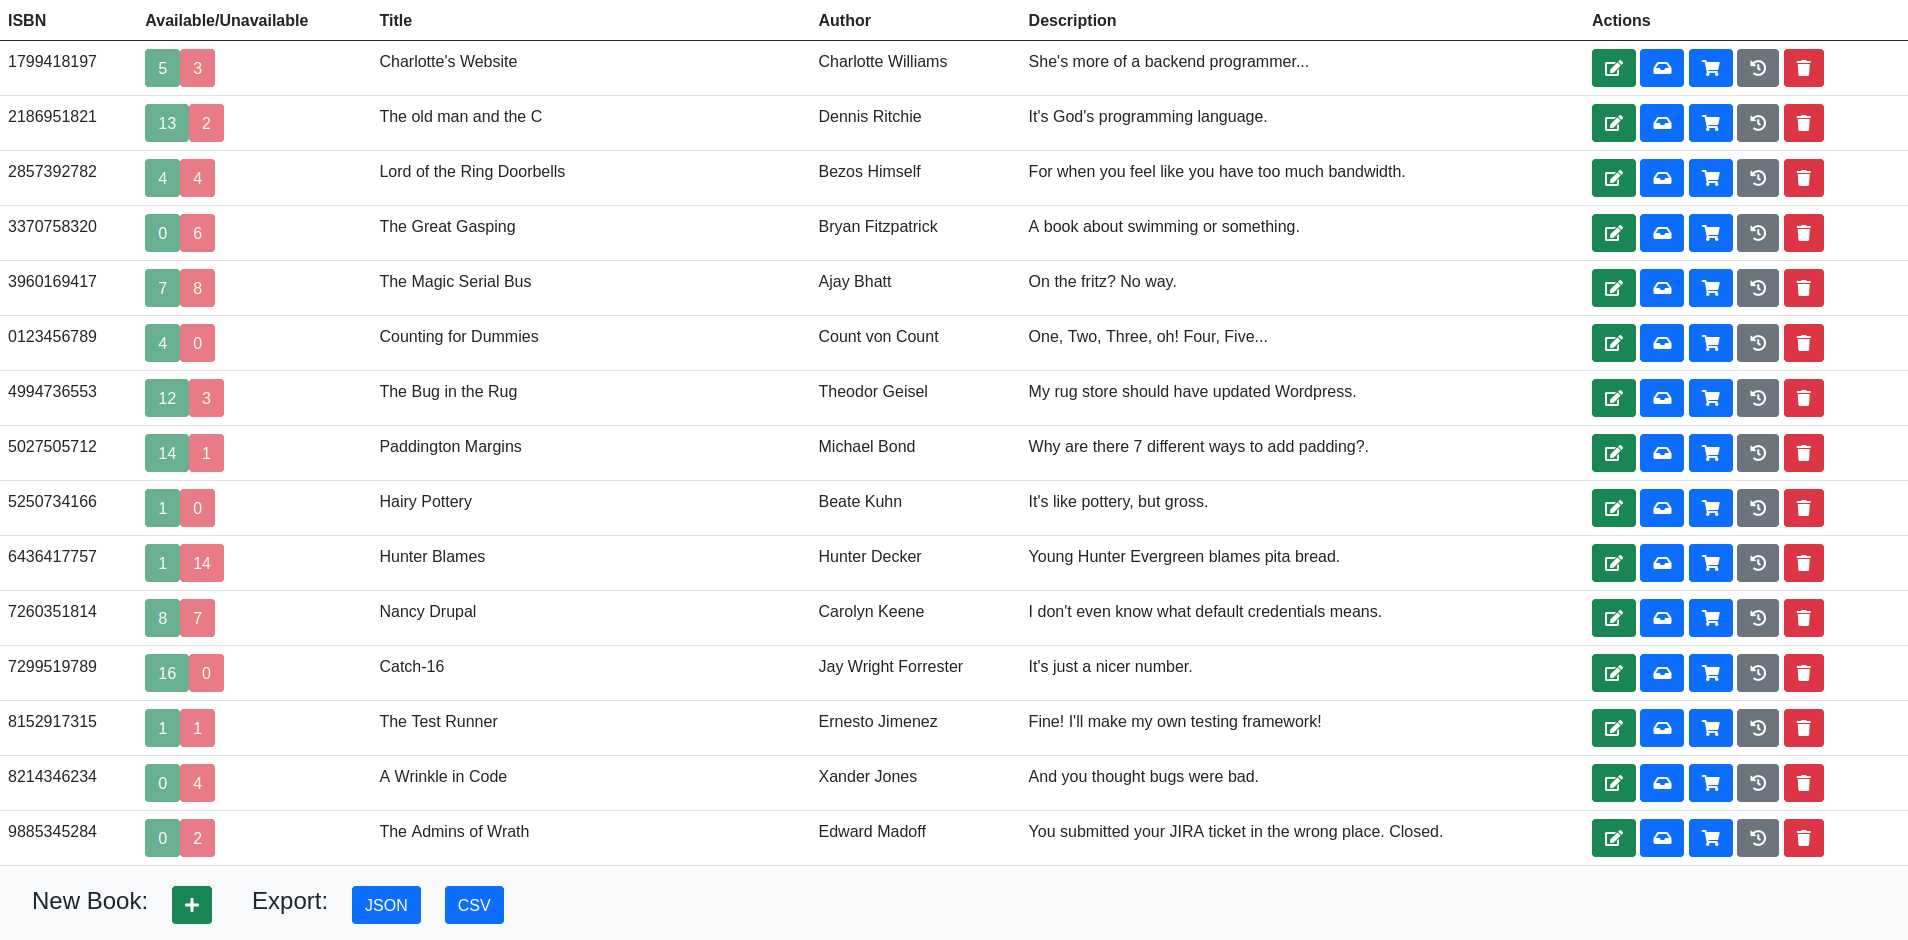 ISBN Available/Unavailable Title Author Description Actions
1799418197 5 3 Charlotte's Website Charlotte Williams She's more of a backend programmer...
2186951821 13 2 The old man and the C Dennis Ritchie It's God's programming language.
2857392782 4 4 Lord of the Ring Doorbells Bezos Himself For when you feel like you have too much bandwidth.
3370758320 0 6 The Great Gasping Bryan Fitzpatrick A book about swimming or something.
3960169417 7 8 The Magic Serial Bus Ajay Bhatt On the fritz? No way.
0123456789 4 0 Counting for Dummies Count von Count One, Two, Three, oh! Four, Five...
4994736553 12 3 The Bug in the Rug Theodor Geisel My rug store should have updated Wordpress.
5027505712 14 1 Paddington Margins Michael Bond Why are there 7 different ways to add padding?.
5250734166 1 0 Hairy Pottery Beate Kuhn It's like pottery, but gross.
6436417757 1 14 Hunter Blames Hunter Decker Young Hunter Evergreen blames pita bread.
7260351814 8 7 Nancy Drupal Carolyn Keene I don't even know what default credentials means.
7299519789 16 0 Catch-16 Jay Wright Forrester It's just a nicer number.
8152917315 1 1 The Test Runner Ernesto Jimenez Fine! I'll make my own testing framework!
8214346234 0 4 A Wrinkle in Code Xander Jones And you thought bugs were bad.
9885345284 0 2 The Admins of Wrath Edward Madoff You submitted your JIRA ticket in the wrong place. Closed.
New Book: Export: JSON CSV